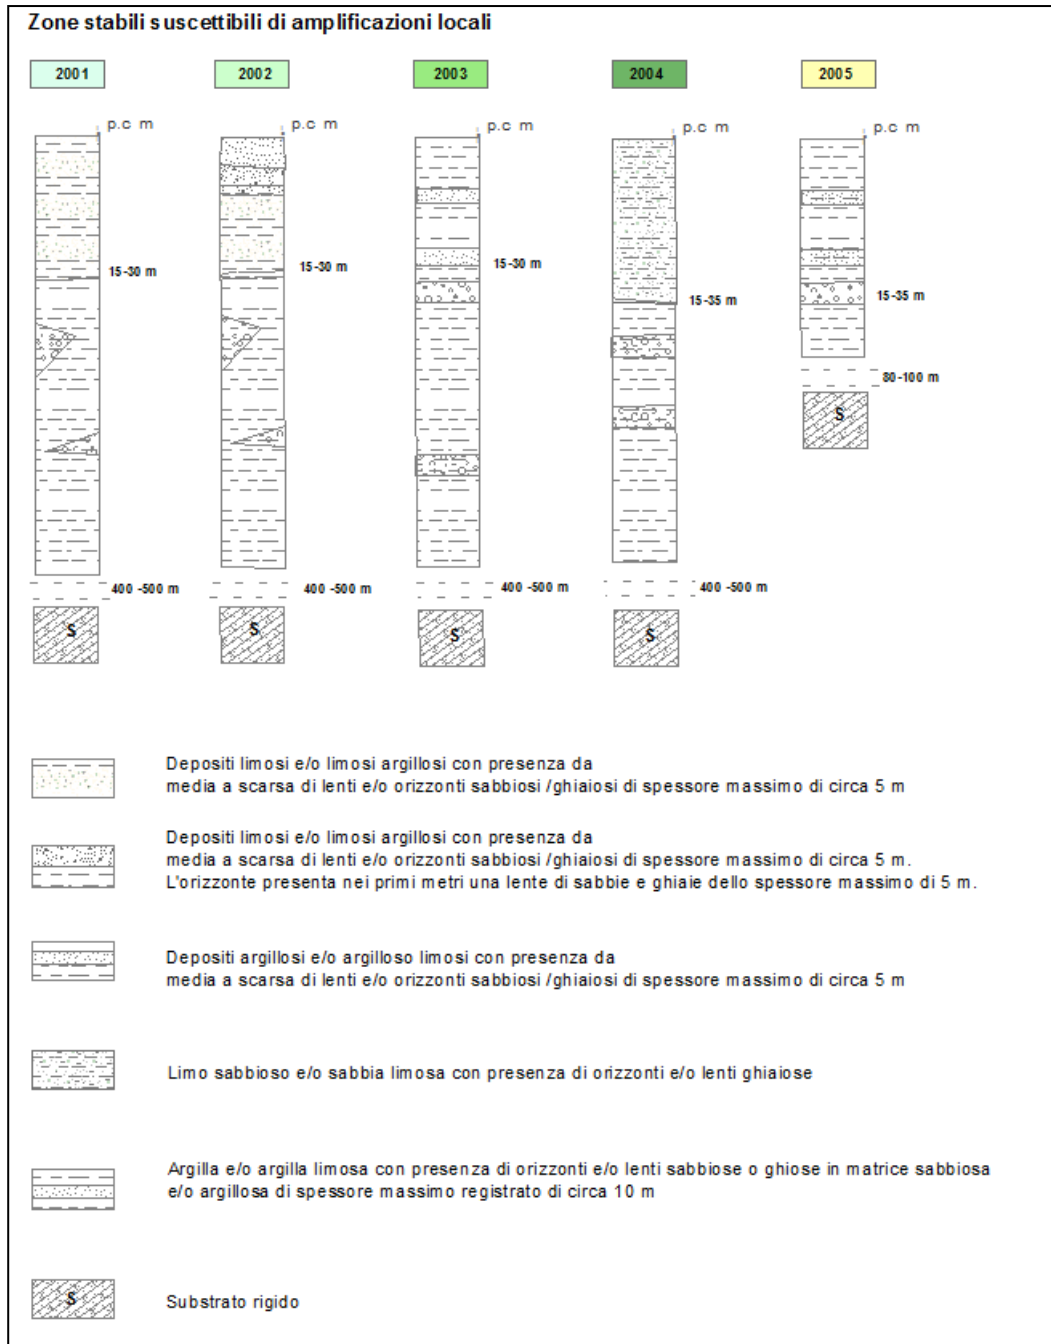 Zone stabili suscettibili di amplificazioni locali
2001 2002 2003 2004 2005
p.c m p.c m p.c m p.c m p.c m
15-30 m 15-30 m 15-30 m 15-35 m 15-35 m
80-100 m
S
400 -500 m 400 -500 m 400 -500 m 400 -500 m
S S S S
Depositi limosi e/o limosi argillosi con presenza da
media a scarsa di lenti e/o orizzonti sabbiosi /ghiaiosi di spessore massimo di circa 5 m
Depositi limosi e/o limosi argillosi con presenza da
media a scarsa di lenti e/o orizzonti sabbiosi /ghiaiosi di spessore massimo di circa 5 m.
L'orizzonte presenta nei primi metri una lente di sabbie e ghiaie dello spessore massimo di 5 m.
Depositi argillosi e/o argilloso limosi con presenza da
media a scarsa di lenti e/o orizzonti sabbiosi /ghiaiosi di spessore massimo di circa 5 m
Limo sabbioso e/o sabbia limosa con presenza di orizzonti e/o lenti ghiaiose
Argilla e/o argilla limosa con presenza di orizzonti e/o lenti sabbiose o ghiose in matrice sabbiosa
e/o argillosa di spessore massimo registrato di circa 10 m
S Substrato rigido